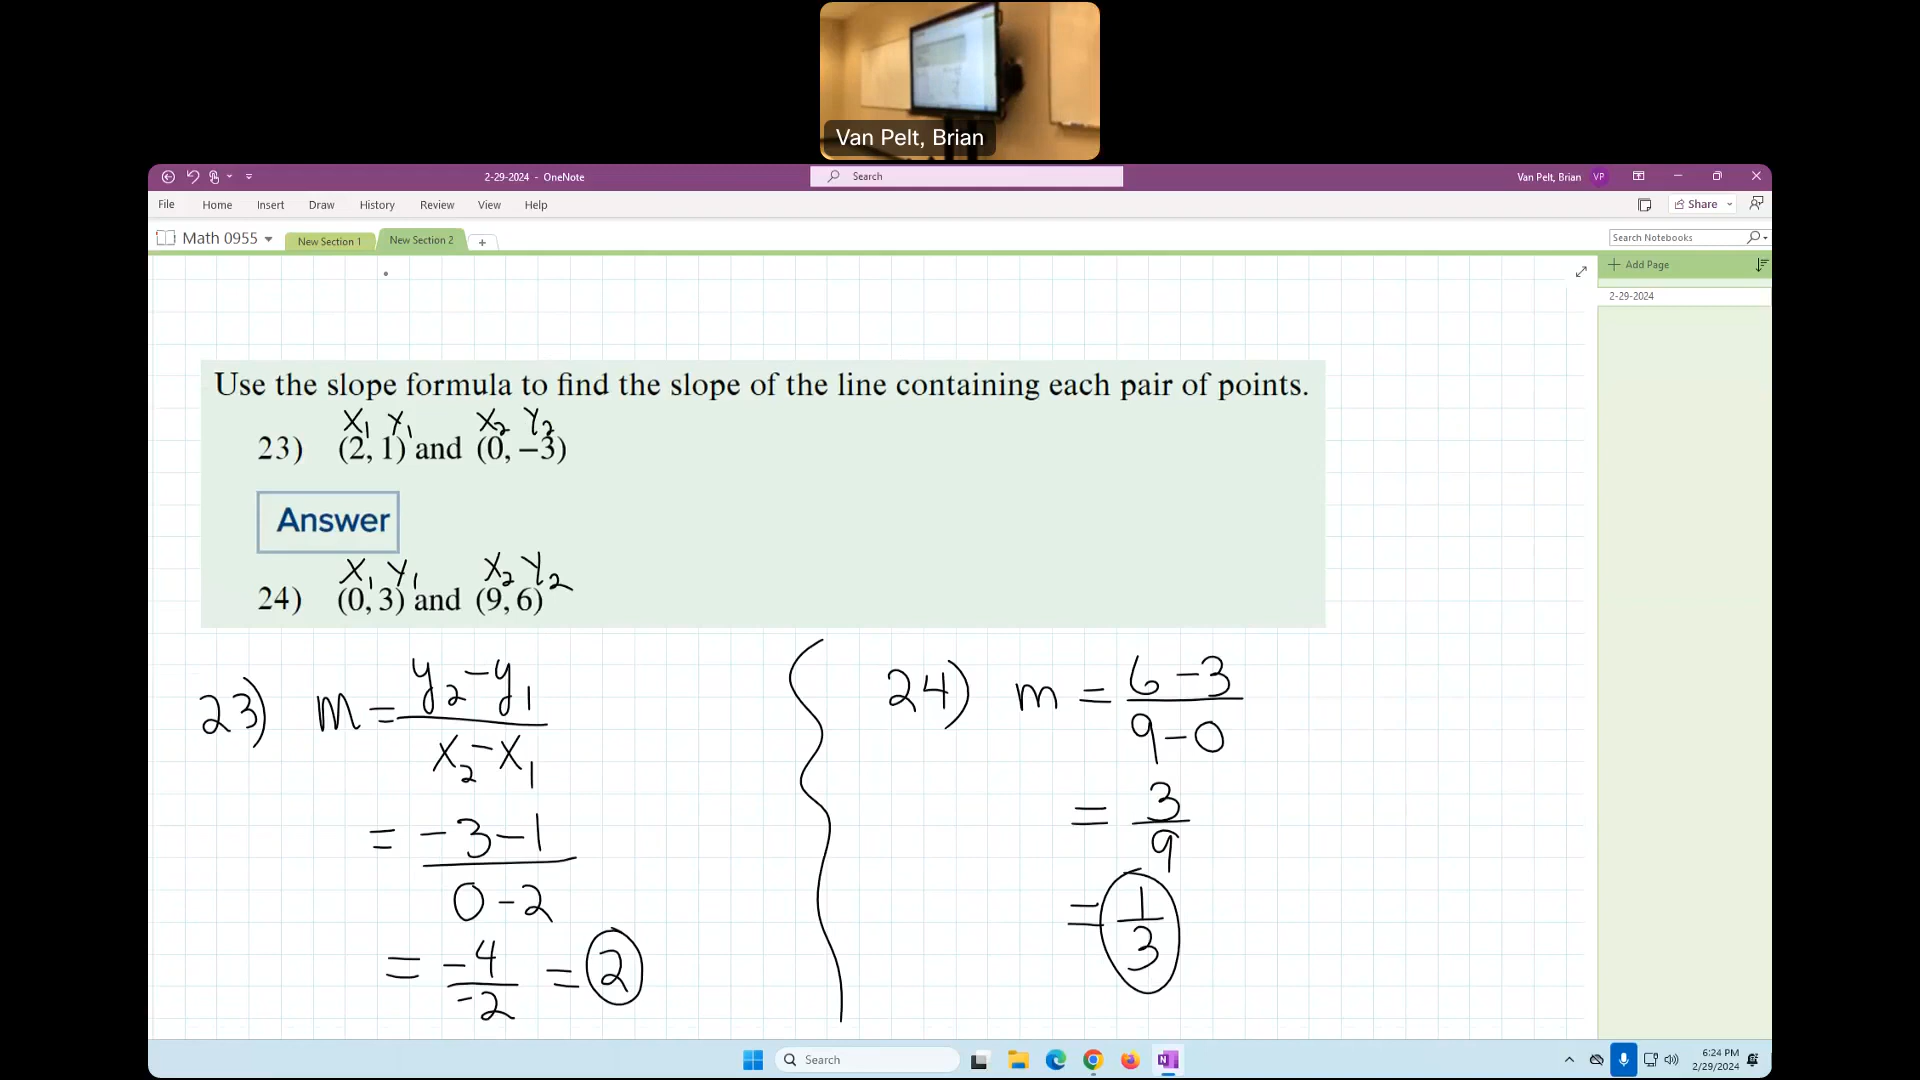 Van Pelt, Brian
2-29-2024 - OneNote
Search
Van Pelt, Brian VP
File Home Insert Draw History Review View Help
Share
Math 0955 New Section 1 New Section 2 +
Search Notebooks
+ Add Page
2-29-2024
Use the slope formula to find the slope of the line containing each pair of points.
X₁ Y₁ X₂ Y₂
23) (2, 1) and (0, −3)
Answer
X₁ Y₁ X₂ Y₂
24) (0, 3) and (9, 6)
23) m = y₂ − y₁
x₂ − x₁
= −3 − 1
0 − 2
= −4 = 2
−2
24) m = 6 − 3
9 − 0
= 3
9
= 1
3
Search
6:24 PM
2/29/2024